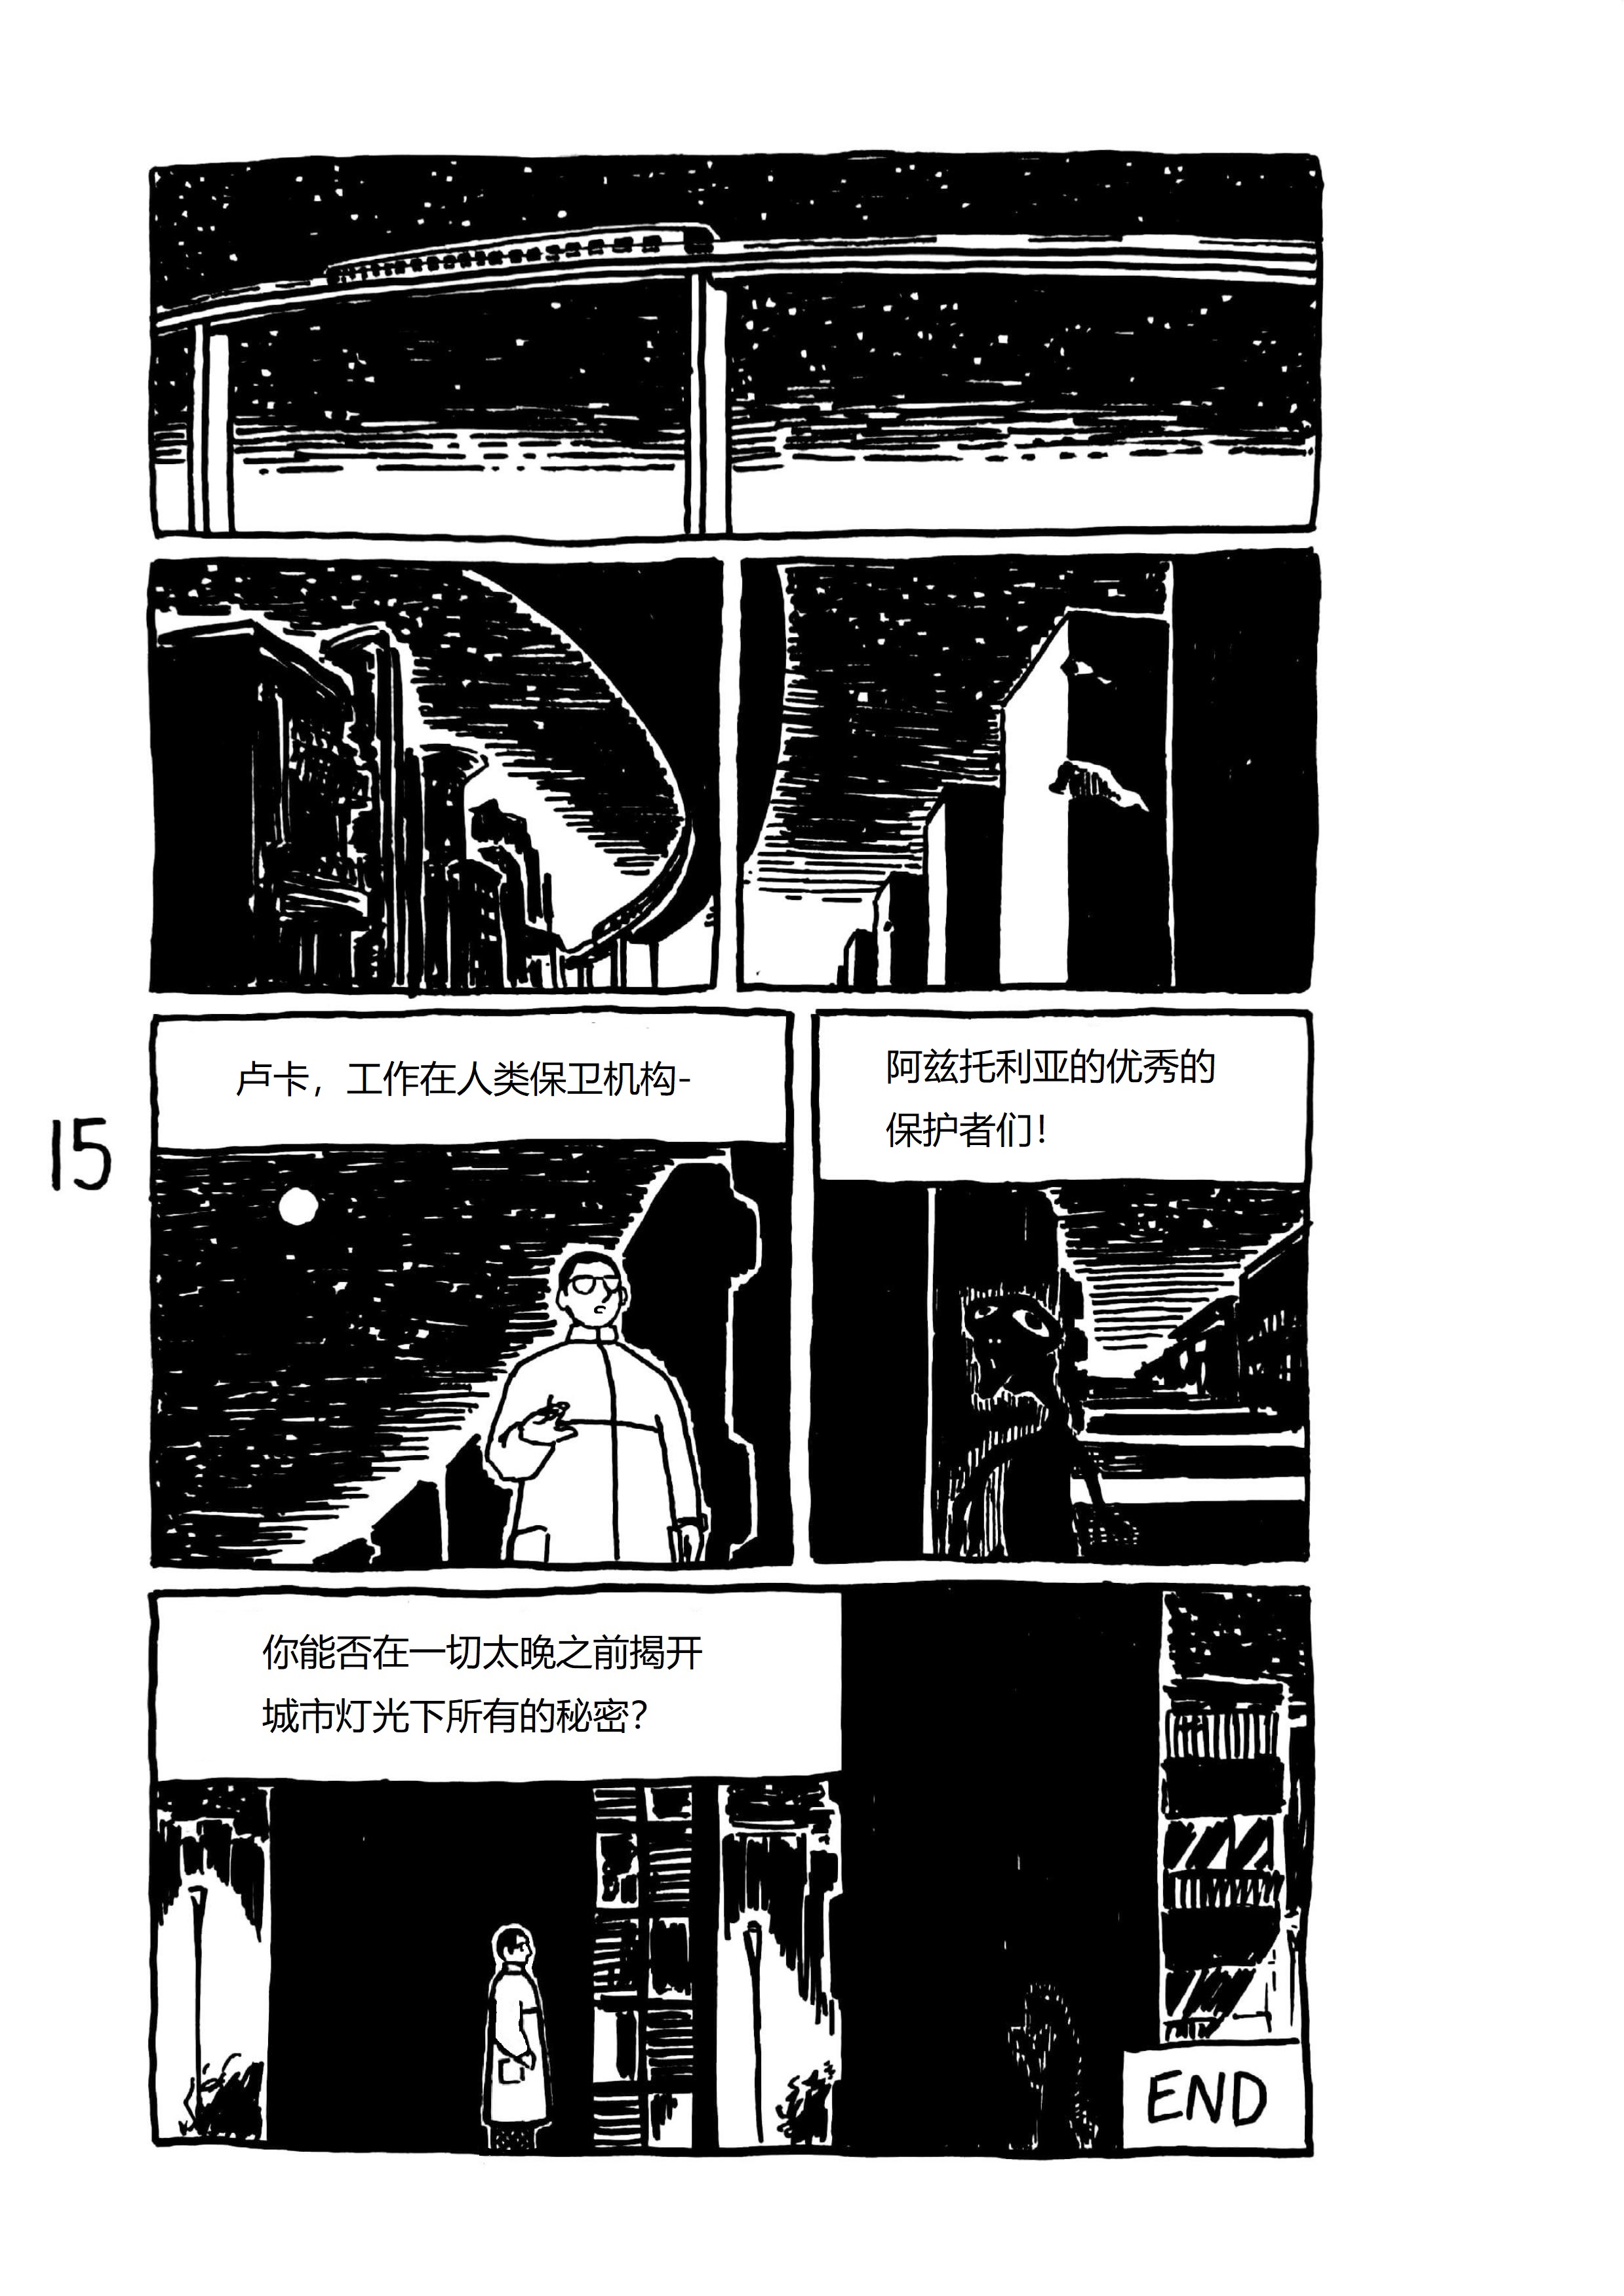 卢卡，工作在人类保卫机构-
阿兹托利亚的优秀的
保护者们！
15
你能否在一切太晚之前揭开
城市灯光下所有的秘密？
END